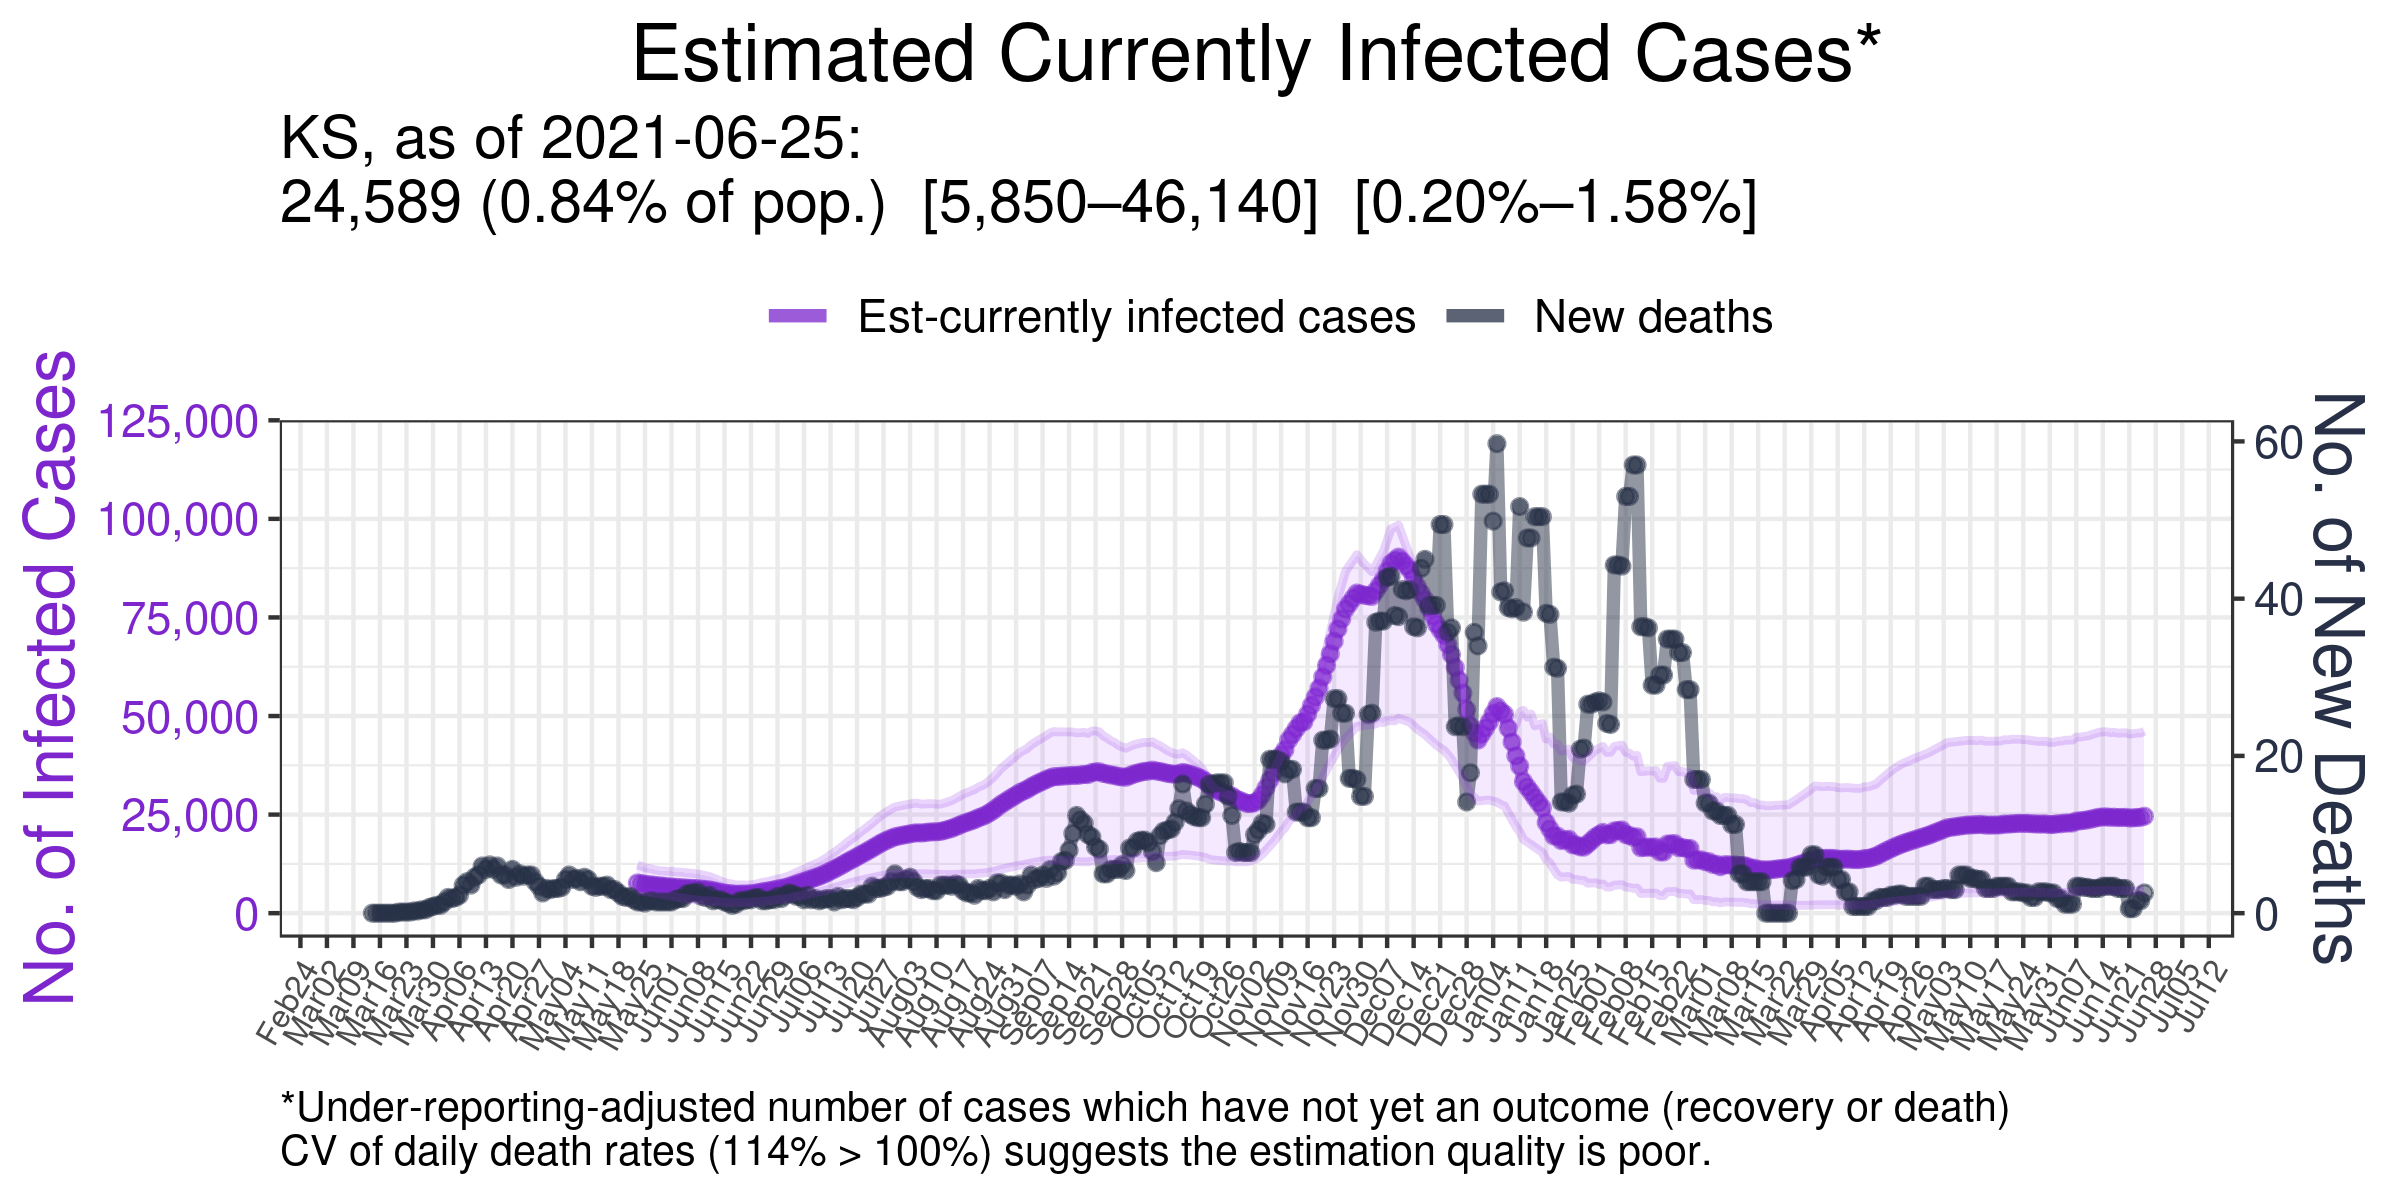 Estimated Currently Infected Cases*
KS, as of 2021-06-25:
24,589 (0.84% of pop.) [5,850–46,140] [0.20%–1.58%]
Est-currently infected cases New deaths
No. of Infected Cases
125,000
100,000
75,000
50,000
25,000
0
60
40
20
0
No. of New Deaths
Feb24 Mar02 Mar09 Mar16 Mar23 Mar30 Apr06 Apr13 Apr20 Apr27 May04 May11 May18 May25 Jun01 Jun08 Jun15 Jun22 Jun29 Jul06 Jul13 Jul20 Jul27 Aug03 Aug10 Aug17 Aug24 Aug31 Sep07 Sep14 Sep21 Sep28 Oct05 Oct12 Oct19 Oct26 Nov02 Nov09 Nov16 Nov23 Nov30 Dec07 Dec14 Dec21 Dec28 Jan04 Jan11 Jan18 Jan25 Feb01 Feb08 Feb15 Feb22 Mar01 Mar08 Mar15 Mar22 Mar29 Apr05 Apr12 Apr19 Apr26 May03 May10 May17 May24 May31 Jun07 Jun14 Jun21 Jun28 Jul05 Jul12
*Under-reporting-adjusted number of cases which have not yet an outcome (recovery or death)
CV of daily death rates (114% > 100%) suggests the estimation quality is poor.